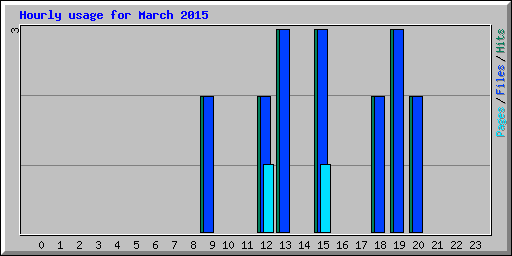 Hourly usage for March 2015
3
Pages/Files/Hits
0 1 2 3 4 5 6 7 8 9 10 11 12 13 14 15 16 17 18 19 20 21 22 23